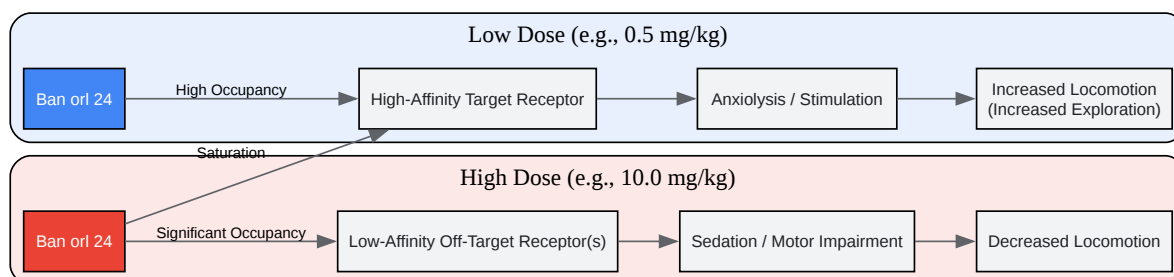 Low Dose (e.g., 0.5 mg/kg)
Ban orl 24
High Occupancy
High-Affinity Target Receptor
Anxiolysis / Stimulation
Increased Locomotion
(Increased Exploration)
Saturation
High Dose (e.g., 10.0 mg/kg)
Ban orl 24
Significant Occupancy
Low-Affinity Off-Target Receptor(s)
Sedation / Motor Impairment
Decreased Locomotion